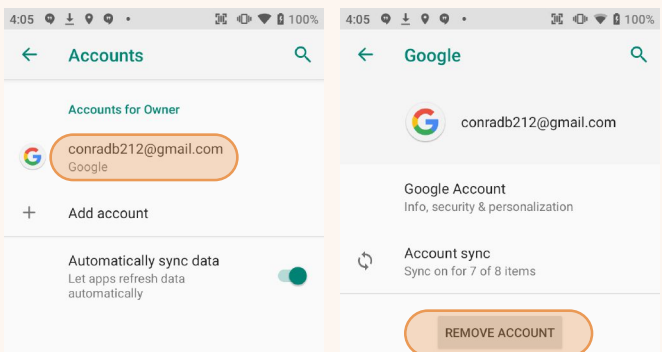 4:05
100%
Accounts
Accounts for Owner
conradb212@gmail.com
Google
Add account
Automatically sync data
Let apps refresh data
automatically
4:05
100%
Google
conradb212@gmail.com
Google Account
Info, security & personalization
Account sync
Sync on for 7 of 8 items
REMOVE ACCOUNT